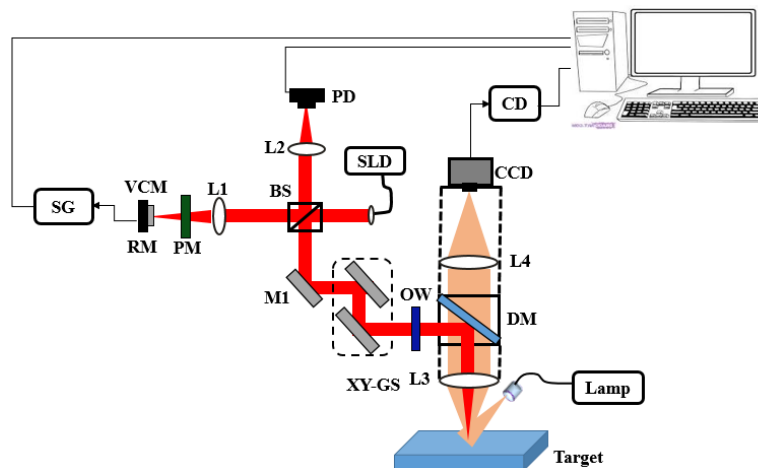 PD
CD
L2
SLD
CCD
VCM
L1
BS
SG
RM
PM
L4
M1
OW
DM
XY-GS
L3
Lamp
Target